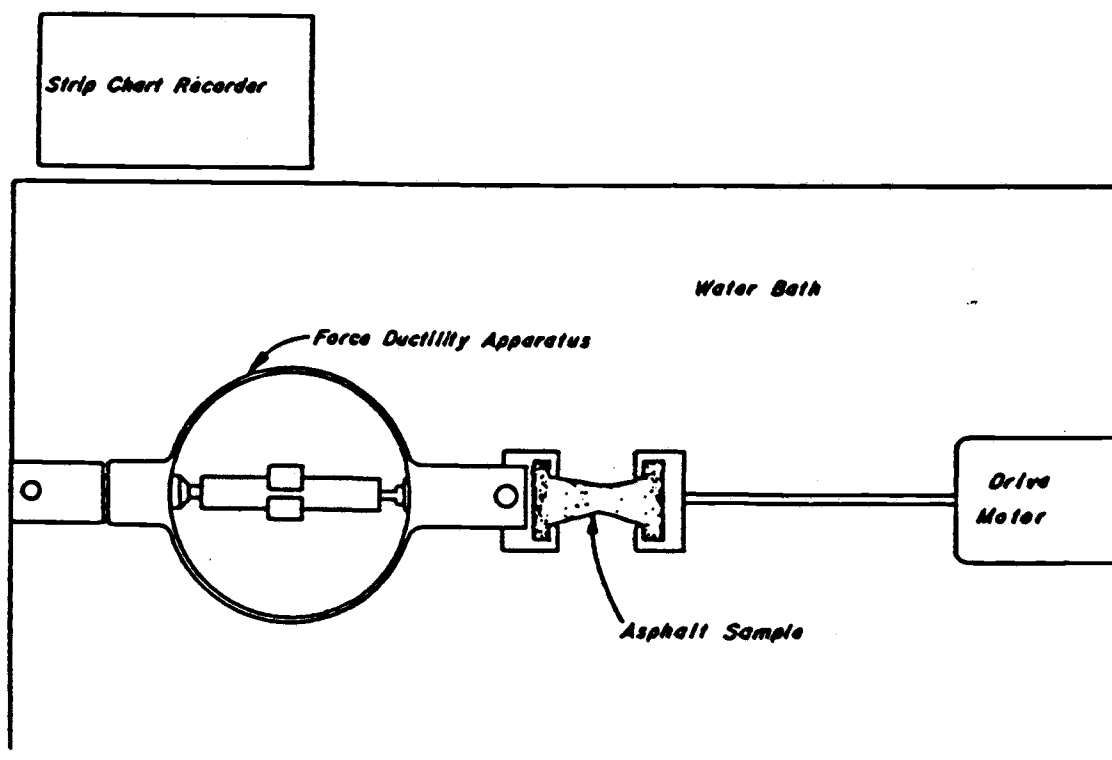 Strip Chart Recorder
Water Bath
Force Ductility Apparatus
Drive
Motor
Asphalt Sample